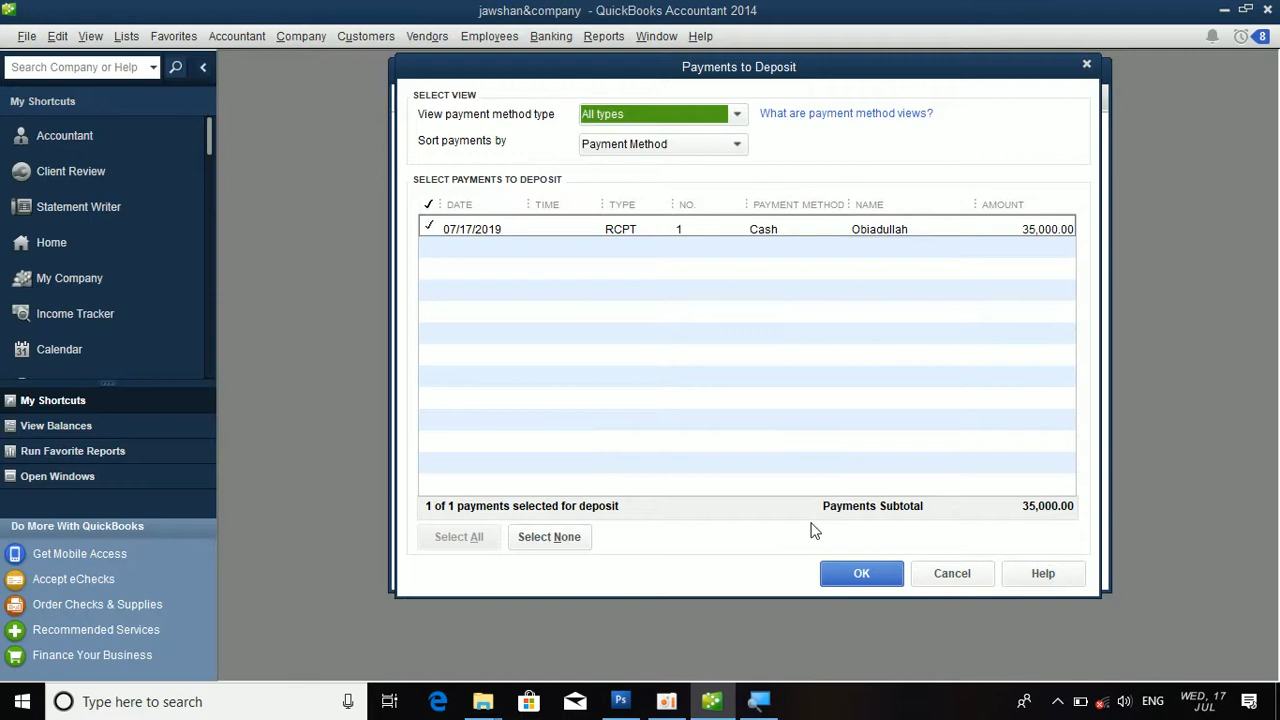 jawshan&company - QuickBooks Accountant 2014
File Edit View Lists Favorites Accountant Company Customers Vendors Employees Banking Reports Window Help
8
Search Company or Help
My Shortcuts
Accountant
Client Review
Statement Writer
Home
My Company
Income Tracker
31 Calendar
My Shortcuts
View Balances
Run Favorite Reports
Open Windows
Do More With QuickBooks
Get Mobile Access
Accept eChecks
Order Checks & Supplies
Recommended Services
Finance Your Business
Payments to Deposit
SELECT VIEW
View payment method type All types What are payment method views?
Sort payments by Payment Method
SELECT PAYMENTS TO DEPOSIT
✓ DATE TIME TYPE NO. PAYMENT METHOD NAME AMOUNT
✓ 07/17/2019 RCPT 1 Cash Obiadullah 35,000.00
1 of 1 payments selected for deposit Payments Subtotal 35,000.00
Select All Select None
OK Cancel Help
Type here to search
Ps
ENG
WED, 17
JUL